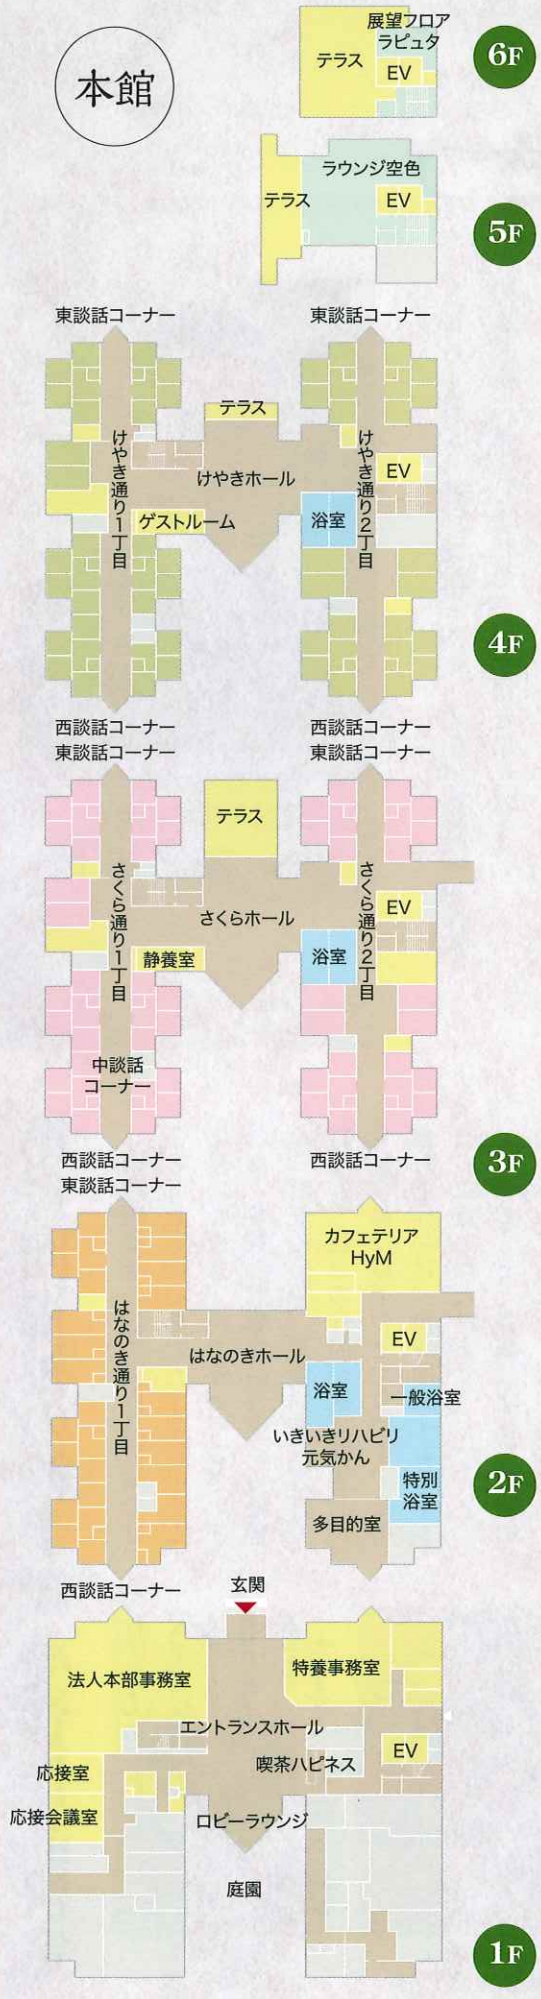 本館
展望フロア
ラピュタ
テラス
EV
6F
ラウンジ空色
テラス
EV
5F
東談話コーナー
東談話コーナー
テラス
けやき通り1丁目
けやきホール
けやき通り2丁目
EV
ゲストルーム
浴室
4F
西談話コーナー
西談話コーナー
東談話コーナー
東談話コーナー
テラス
さくら通り1丁目
さくらホール
さくら通り2丁目
EV
静養室
浴室
中談話
コーナー
3F
西談話コーナー
西談話コーナー
東談話コーナー
カフェテリア
HyM
はなのき通り1丁目
はなのきホール
EV
浴室
一般浴室
いきいきリハビリ
元気かん
特別
浴室
2F
多目的室
西談話コーナー
玄関
法人本部事務室
特養事務室
エントランスホール
喫茶ハピネス
EV
応接室
応接会議室
ロビーラウンジ
庭園
1F